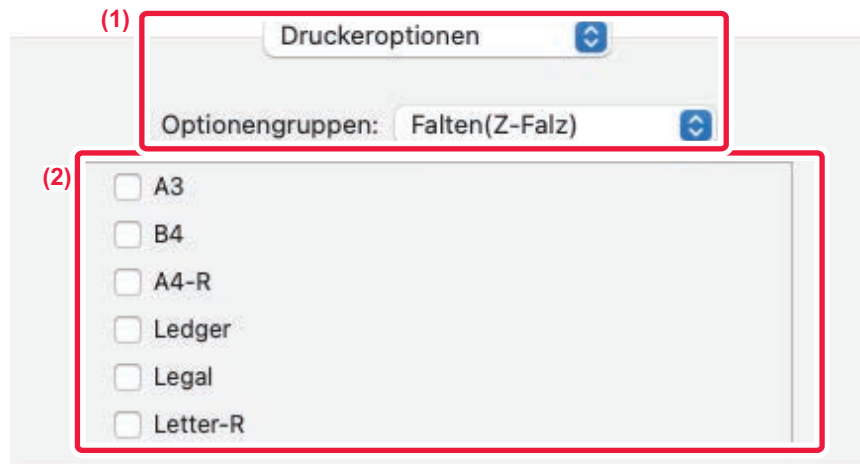 (1)
Druckeroptionen
Optionengruppen: Falten(Z-Falz)
(2)
A3
B4
A4-R
Ledger
Legal
Letter-R